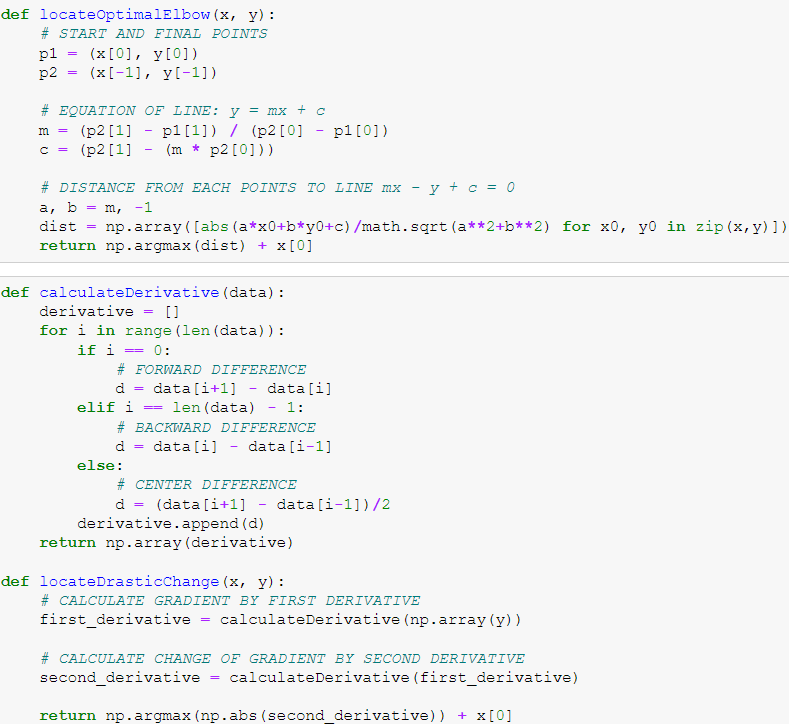 def locateOptimalElbow(x, y):
    # START AND FINAL POINTS
    p1 = (x[0], y[0])
    p2 = (x[-1], y[-1])

    # EQUATION OF LINE: y = mx + c
    m = (p2[1] - p1[1]) / (p2[0] - p1[0])
    c = (p2[1] - (m * p2[0]))

    # DISTANCE FROM EACH POINTS TO LINE mx - y + c = 0
    a, b = m, -1
    dist = np.array([abs(a*x0+b*y0+c)/math.sqrt(a**2+b**2) for x0, y0 in zip(x,y)])
    return np.argmax(dist) + x[0]

def calculateDerivative(data):
    derivative = []
    for i in range(len(data)):
        if i == 0:
            # FORWARD DIFFERENCE
            d = data[i+1] - data[i]
        elif i == len(data) - 1:
            # BACKWARD DIFFERENCE
            d = data[i] - data[i-1]
        else:
            # CENTER DIFFERENCE
            d = (data[i+1] - data[i-1])/2
        derivative.append(d)
    return np.array(derivative)

def locateDrasticChange(x, y):
    # CALCULATE GRADIENT BY FIRST DERIVATIVE
    first_derivative = calculateDerivative(np.array(y))

    # CALCULATE CHANGE OF GRADIENT BY SECOND DERIVATIVE
    second_derivative = calculateDerivative(first_derivative)

    return np.argmax(np.abs(second_derivative)) + x[0]